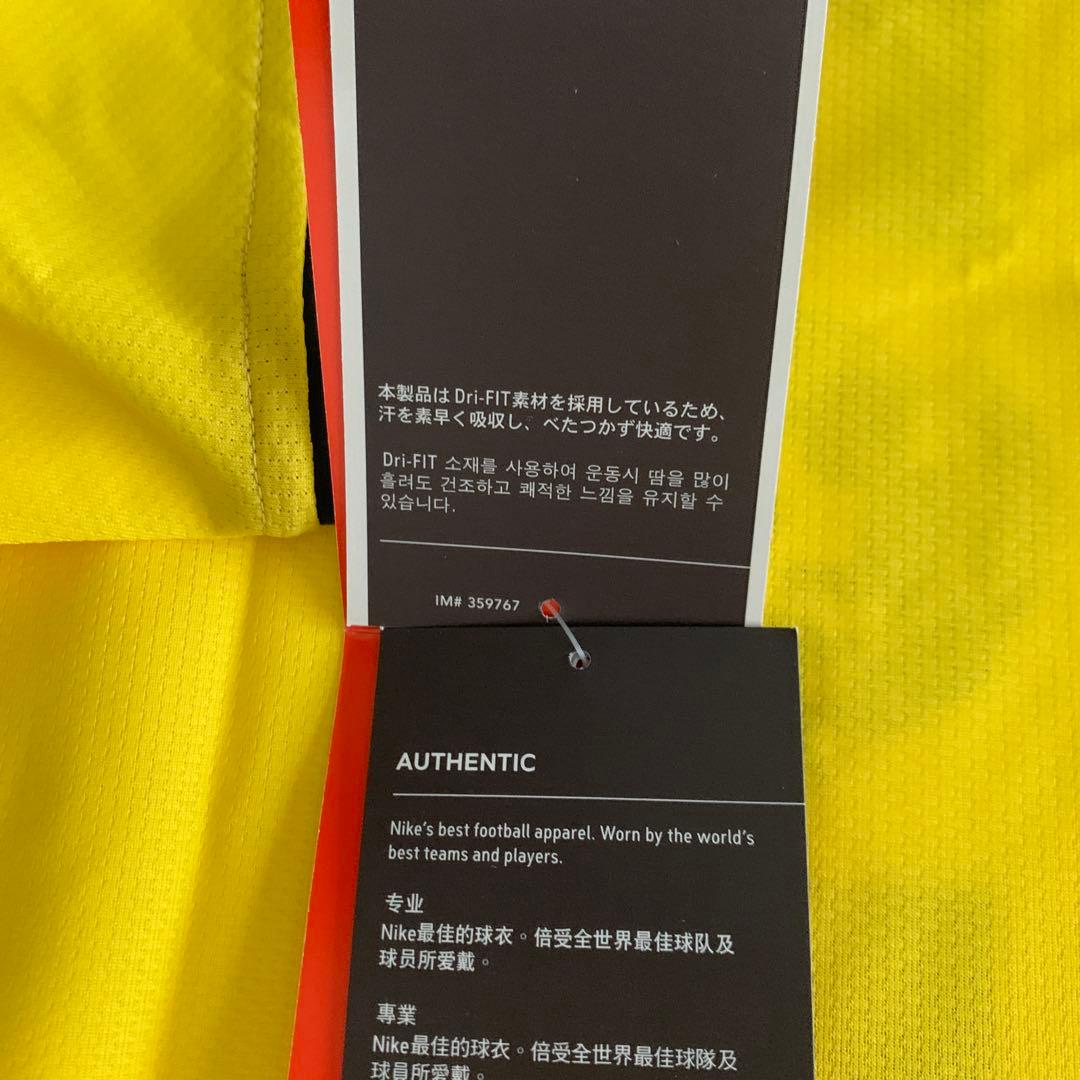 本製品は Dri-FIT素材を採用しているため、
汗を素早く吸収し、べたつかず快適です。
Dri-FIT 소재를 사용하여 운동시 땀을 많이
흘려도 건조하고 쾌적한 느낌을 유지할 수
있습니다.
IM# 359767
AUTHENTIC
Nike's best football apparel. Worn by the world's
best teams and players.
专业
Nike最佳的球衣。倍受全世界最佳球队及
球员所爱戴。
專業
Nike最佳的球衣。倍受全世界最佳球隊及
球員所愛戴。